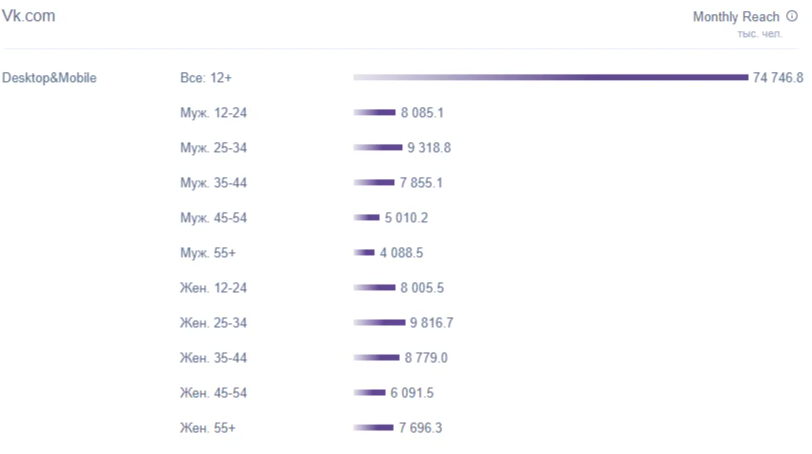 Vk.com Monthly Reach
тыс. чел.
Desktop&Mobile Все: 12+ 74 746.8
Муж. 12-24 8 085.1
Муж. 25-34 9 318.8
Муж. 35-44 7 855.1
Муж. 45-54 5 010.2
Муж. 55+ 4 088.5
Жен. 12-24 8 005.5
Жен. 25-34 9 816.7
Жен. 35-44 8 779.0
Жен. 45-54 6 091.5
Жен. 55+ 7 696.3